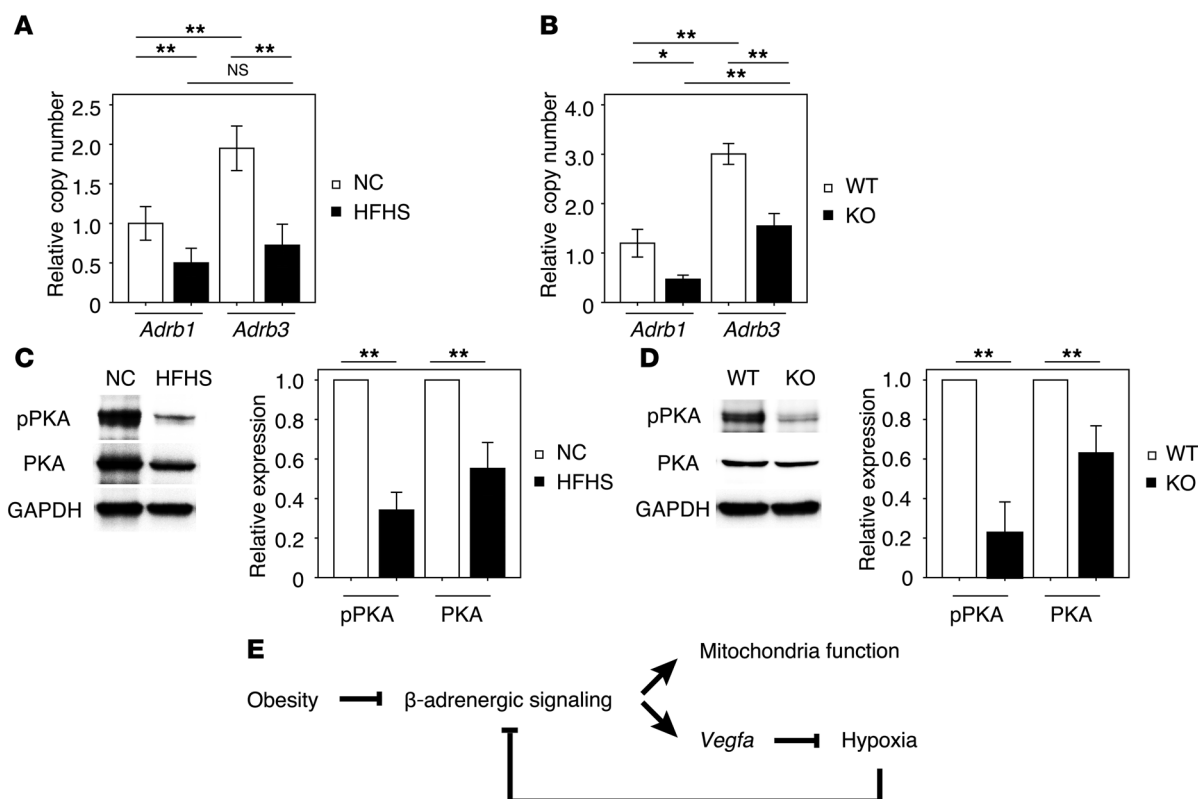 A
**
** **
NS
Relative copy number
2.5
2.0
1.0
0.5
0
Adrb1 Adrb3
NC
HFHS
B
**
* **
**
Relative copy number
4.0
3.0
2.0
1.0
0
Adrb1 Adrb3
WT
KO
C
NC HFHS
pPKA
PKA
GAPDH
** **
Relative expression
1.0
0.8
0.6
0.4
0.2
0
pPKA PKA
NC
HFHS
D
WT KO
pPKA
PKA
GAPDH
** **
Relative expression
1.0
0.8
0.6
0.4
0.2
0
pPKA PKA
WT
KO
E
Mitochondria function
Obesity β-adrenergic signaling
Vegfa Hypoxia